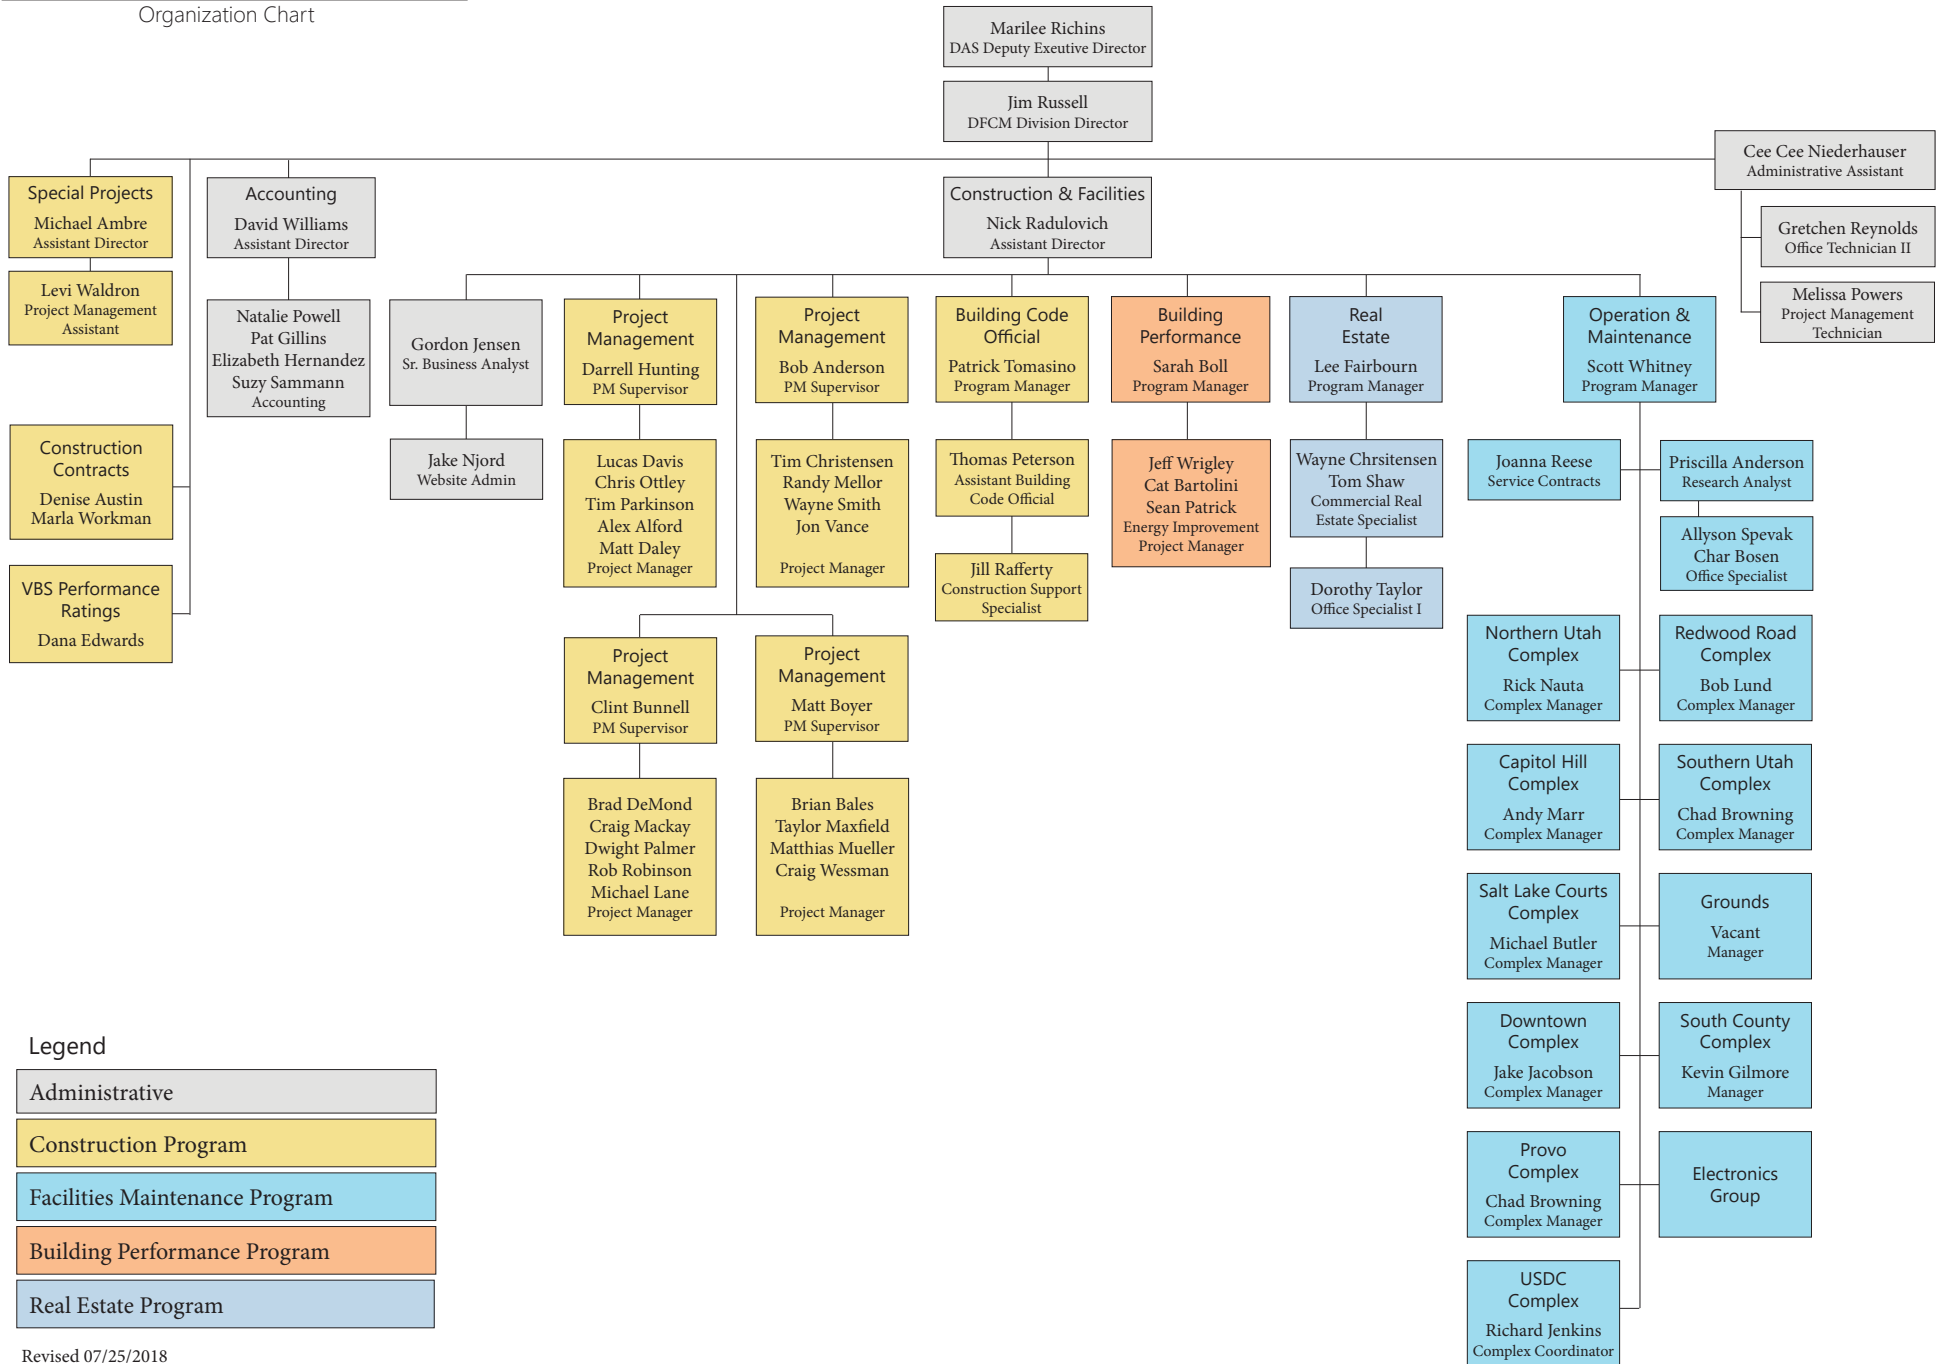 Organization Chart
Marilee Richins
DAS Deputy Exeutive Director
Jim Russell
DFCM Division Director
Cee Cee Niederhauser
Administrative Assistant
Gretchen Reynolds
Office Technician II
Melissa Powers
Project Management
Technician
Special Projects
Michael Ambre
Assistant Director
Levi Waldron
Project Management
Assistant
Accounting
David Williams
Assistant Director
Natalie Powell
Pat Gillins
Elizabeth Hernandez
Suzy Sammann
Accounting
Construction
Contracts
Denise Austin
Marla Workman
VBS Performance
Ratings
Dana Edwards
Construction & Facilities
Nick Radulovich
Assistant Director
Gordon Jensen
Sr. Business Analyst
Jake Njord
Website Admin
Project
Management
Darrell Hunting
PM Supervisor
Lucas Davis
Chris Ottley
Tim Parkinson
Alex Alford
Matt Daley
Project Manager
Project
Management
Bob Anderson
PM Supervisor
Tim Christensen
Randy Mellor
Wayne Smith
Jon Vance
Project Manager
Project
Management
Clint Bunnell
PM Supervisor
Brad DeMond
Craig Mackay
Dwight Palmer
Rob Robinson
Michael Lane
Project Manager
Project
Management
Matt Boyer
PM Supervisor
Brian Bales
Taylor Maxfield
Matthias Mueller
Craig Wessman
Project Manager
Building Code
Official
Patrick Tomasino
Program Manager
Thomas Peterson
Assistant Building
Code Official
Jill Rafferty
Construction Support
Specialist
Building
Performance
Sarah Boll
Program Manager
Jeff Wrigley
Cat Bartolini
Sean Patrick
Energy Improvement
Project Manager
Real
Estate
Lee Fairbourn
Program Manager
Wayne Chrsitensen
Tom Shaw
Commercial Real
Estate Specialist
Dorothy Taylor
Office Specialist I
Operation &
Maintenance
Scott Whitney
Program Manager
Joanna Reese
Service Contracts
Priscilla Anderson
Research Analyst
Allyson Spevak
Char Bosen
Office Specialist
Northern Utah
Complex
Rick Nauta
Complex Manager
Redwood Road
Complex
Bob Lund
Complex Manager
Capitol Hill
Complex
Andy Marr
Complex Manager
Southern Utah
Complex
Chad Browning
Complex Manager
Salt Lake Courts
Complex
Michael Butler
Complex Manager
Grounds
Vacant
Manager
Downtown
Complex
Jake Jacobson
Complex Manager
South County
Complex
Kevin Gilmore
Manager
Provo
Complex
Chad Browning
Complex Manager
Electronics
Group
USDC
Complex
Richard Jenkins
Complex Coordinator
Legend
Administrative
Construction Program
Facilities Maintenance Program
Building Performance Program
Real Estate Program
Revised 07/25/2018